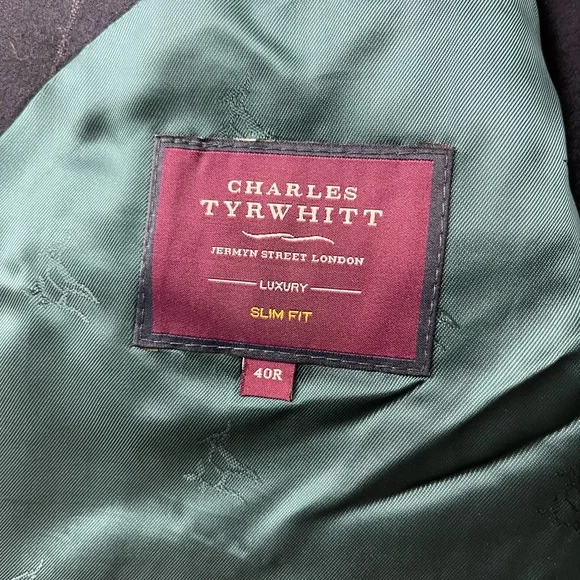 CHARLES
TYRWHITT
JERMYN STREET LONDON
LUXURY
SLIM FIT
40R